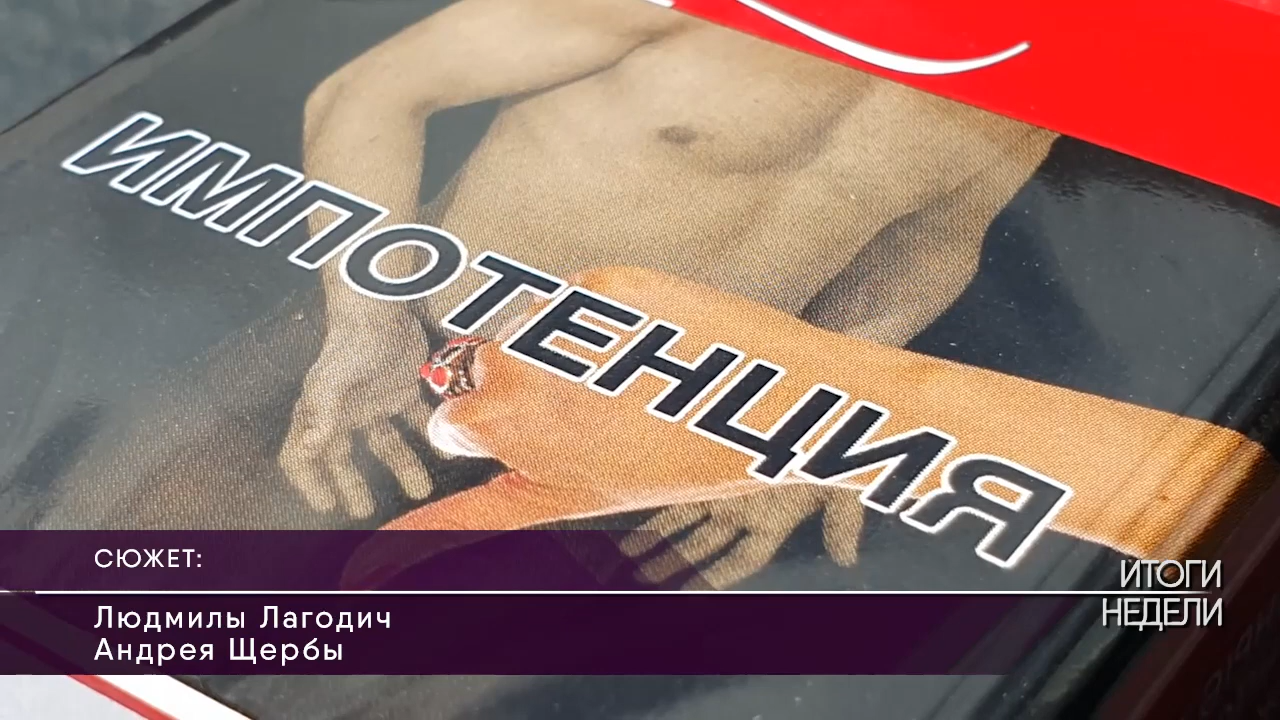 ИМПОТЕНЦИЯ
СЮЖЕТ:
Людмилы Лагодич
Андрея Щербы
ИТОГИ
НЕДЕЛИ